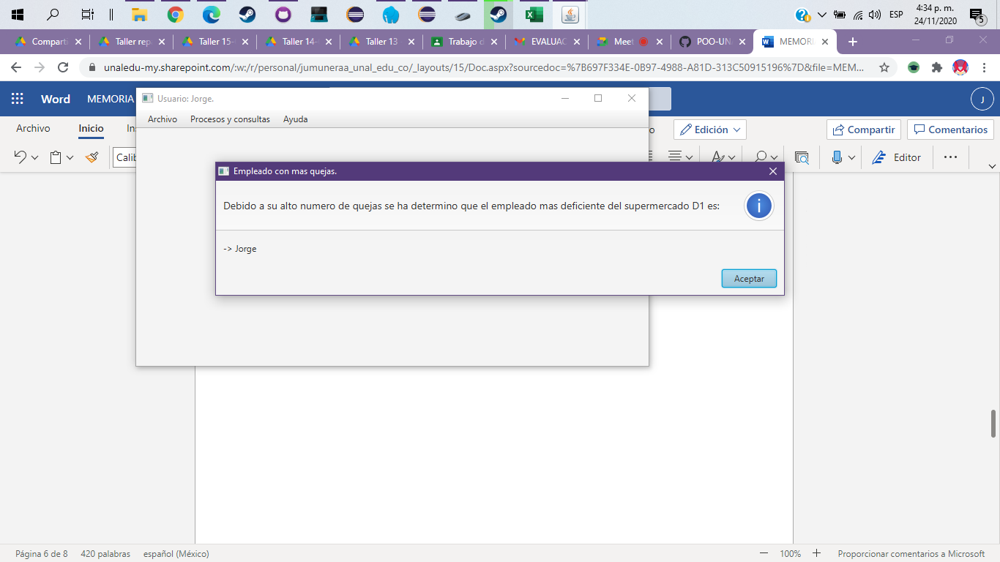 ESP
4:34 p. m.
24/11/2020
5
Comparti
Taller rep
Taller 15-
Taller 14-
Taller 13
Trabajo d
EVALUAC
Meet
POO-UN
MEMORI
unaledu-my.sharepoint.com/:w:/r/personal/jumuneraa_unal_edu_co/_layouts/15/Doc.aspx?sourcedoc=%7B697F334E-0B97-4988-A81D-313C50915196%7D&file=MEM...
Word
MEMORIA
J
Usuario: Jorge.
Archivo Procesos y consultas Ayuda
Archivo
Inicio
In
o
Edición
Compartir
Comentarios
Calib
Editor
Empleado con mas quejas.
Debido a su alto numero de quejas se ha determino que el empleado mas deficiente del supermercado D1 es:
-> Jorge
Aceptar
Página 6 de 8
420 palabras
español (México)
100%
Proporcionar comentarios a Microsoft